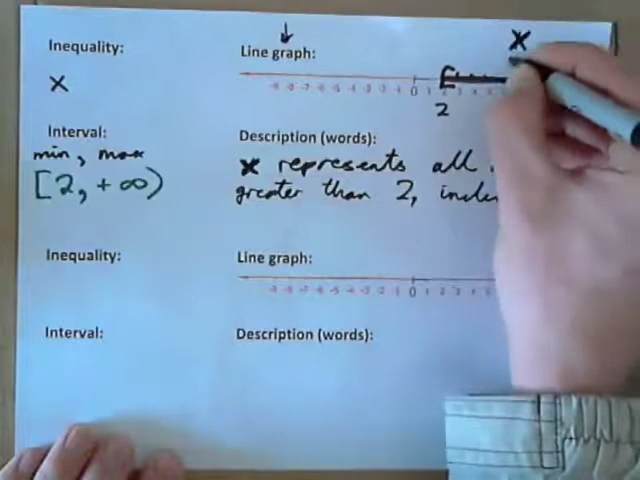 Inequality:
x
Line graph:
x
-9 -8 -7 -6 -5 -4 -3 -2 -1 0 1
2
Interval:
min, max
[2, + ∞)
Description (words):
x represents all
greater than 2,
Inequality:
Line graph:
-9 -8 -7 -6 -5 -4 -3 -2 -1 0 1 2 3 4
Interval:
Description (words):